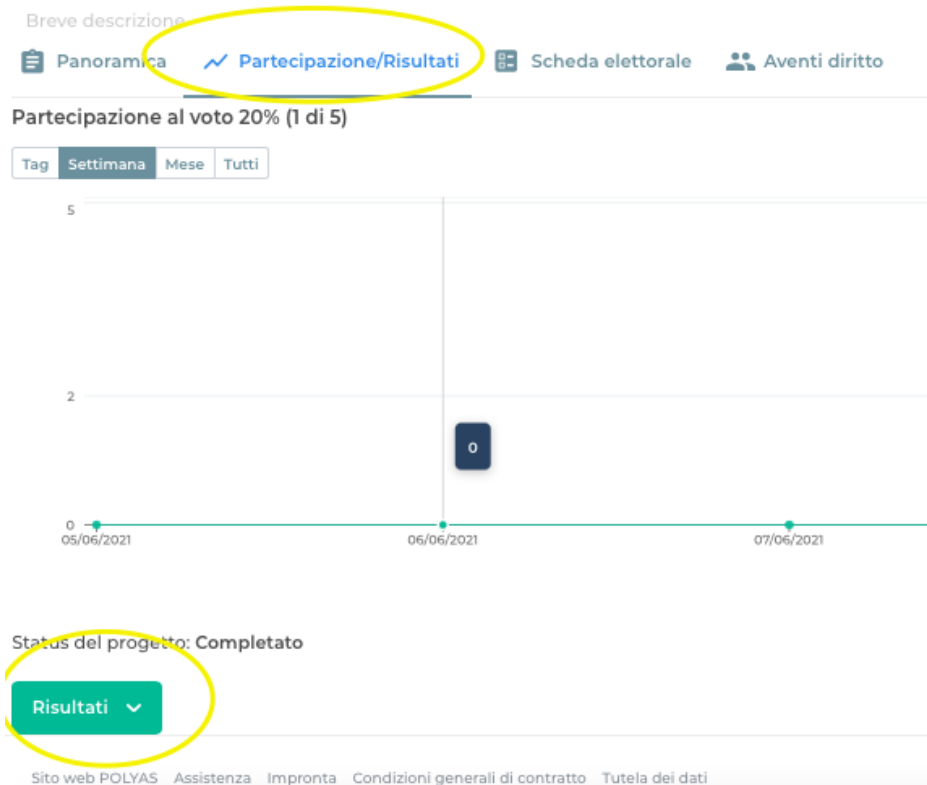 Breve descrizione
Panoramica Partecipazione/Risultati Scheda elettorale Aventi diritto
Partecipazione al voto 20% (1 di 5)
Tag Settimana Mese Tutti
5
2
0
0
05/06/2021 06/06/2021 07/06/2021
Status del progetto: Completato
Risultati
Sito web POLYAS Assistenza Impronta Condizioni generali di contratto Tutela dei dati